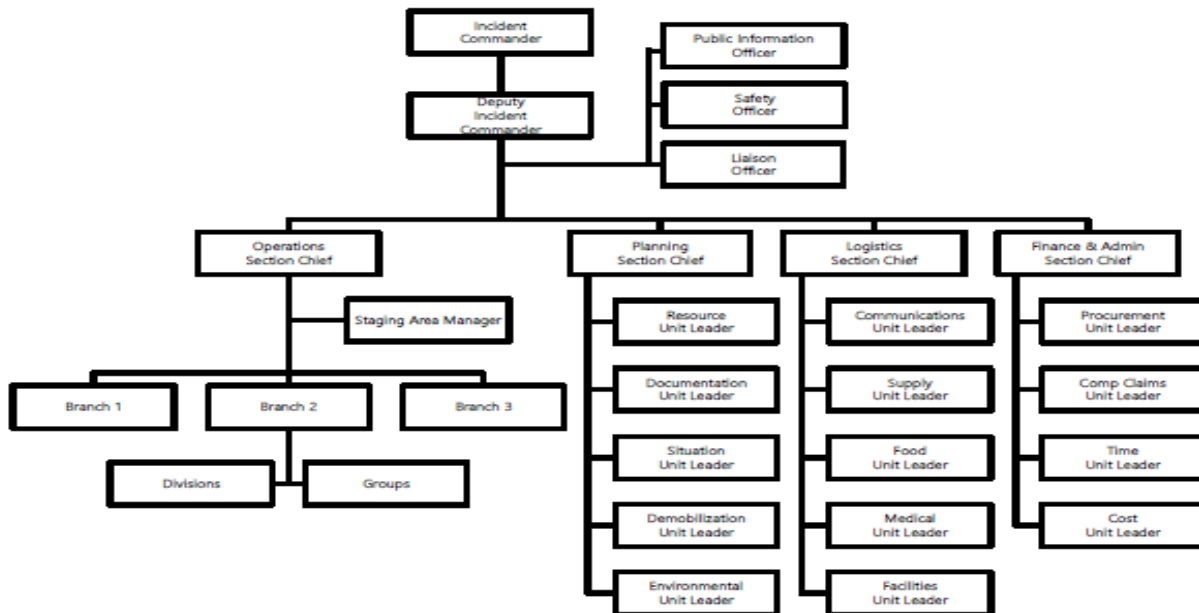 Incident
Commander
Public Information
Officer
Deputy
Incident
Commander
Safety
Officer
Liaison
Officer
Operations
Section Chief
Planning
Section Chief
Logistics
Section Chief
Finance & Admin
Section Chief
Staging Area Manager
Resource
Unit Leader
Communications
Unit Leader
Procurement
Unit Leader
Branch 1
Branch 2
Branch 3
Documentation
Unit Leader
Supply
Unit Leader
Comp Claims
Unit Leader
Divisions
Groups
Situation
Unit Leader
Food
Unit Leader
Time
Unit Leader
Demobilization
Unit Leader
Medical
Unit Leader
Cost
Unit Leader
Environmental
Unit Leader
Facilities
Unit Leader